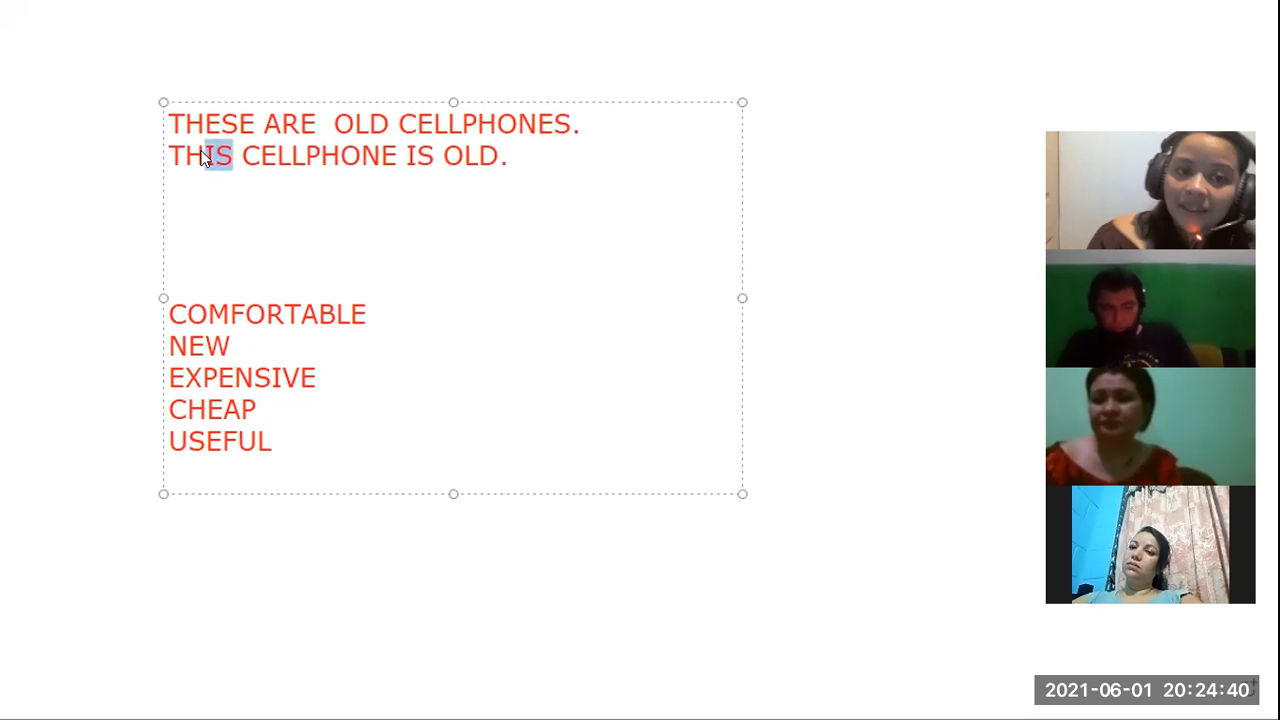 THESE ARE  OLD CELLPHONES.
THIS CELLPHONE IS OLD.
COMFORTABLE
NEW
EXPENSIVE
CHEAP
USEFUL
2021-06-01 20:24:40